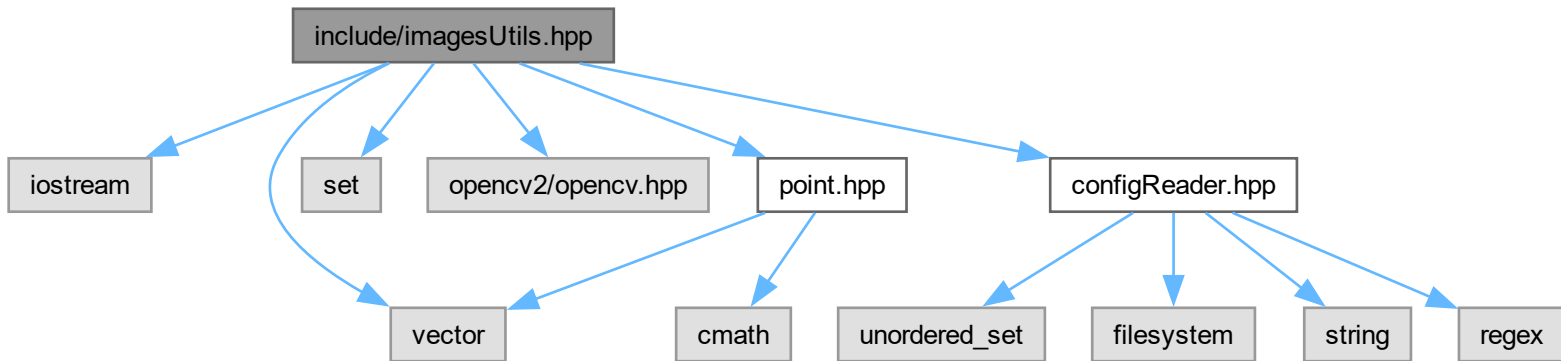 include/imagesUtils.hpp
iostream
set
opencv2/opencv.hpp
point.hpp
configReader.hpp
vector
cmath
unordered_set
filesystem
string
regex